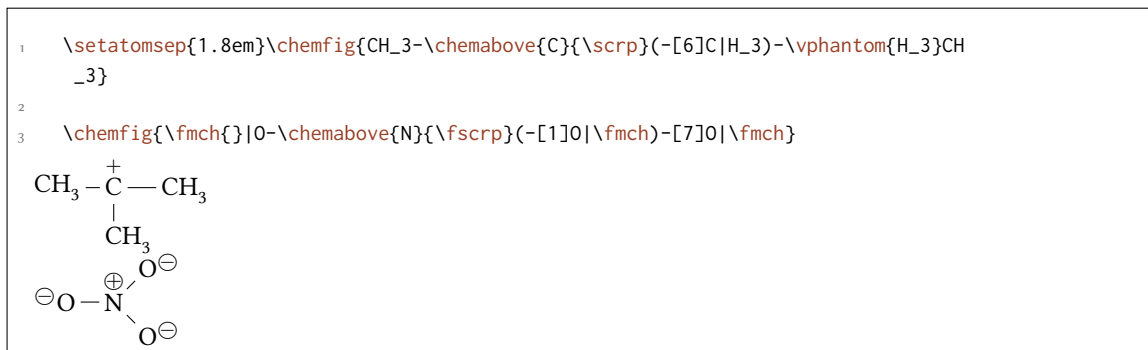 1 \setatomsep{1.8em}\chemfig{CH_3-\chemabove{C}{\scrp}(-[6]C|H_3)-\vphantom{H_3}CH
_3}
2
3 \chemfig{\fmch{}|O-\chemabove{N}{\fscrp}(-[1]O|\fmch)-[7]O|\fmch}
+
CH₃ – C — CH₃
CH₃
O⊖
⊕
⊖O – N
O⊖